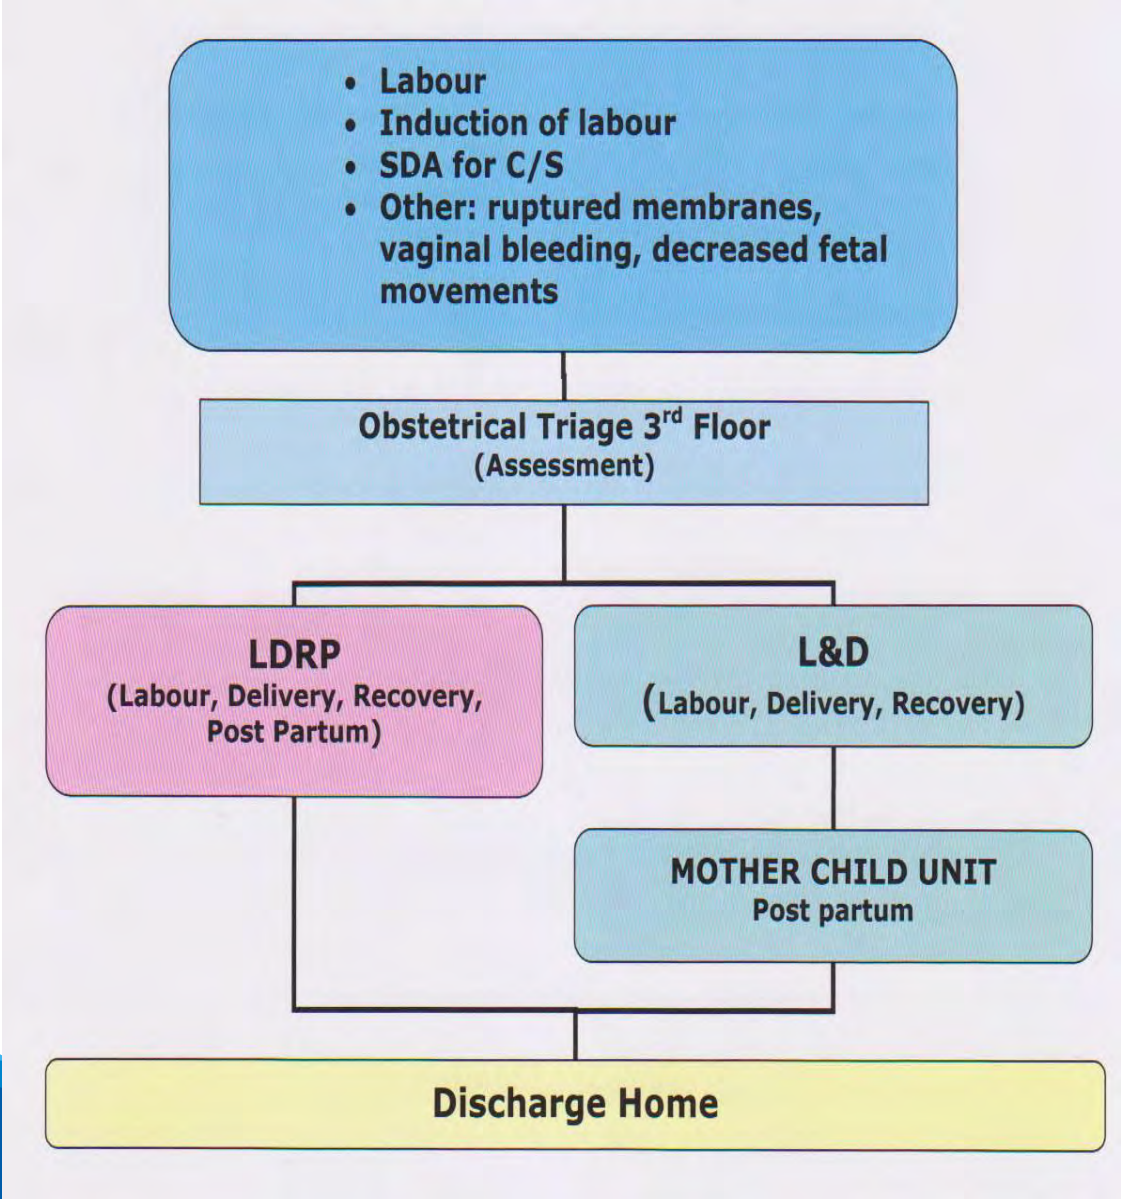 • Labour
• Induction of labour
• SDA for C/S
• Other: ruptured membranes,
vaginal bleeding, decreased fetal
movements
Obstetrical Triage 3rd Floor
(Assessment)
LDRP
(Labour, Delivery, Recovery,
Post Partum)
L&D
(Labour, Delivery, Recovery)
MOTHER CHILD UNIT
Post partum
Discharge Home